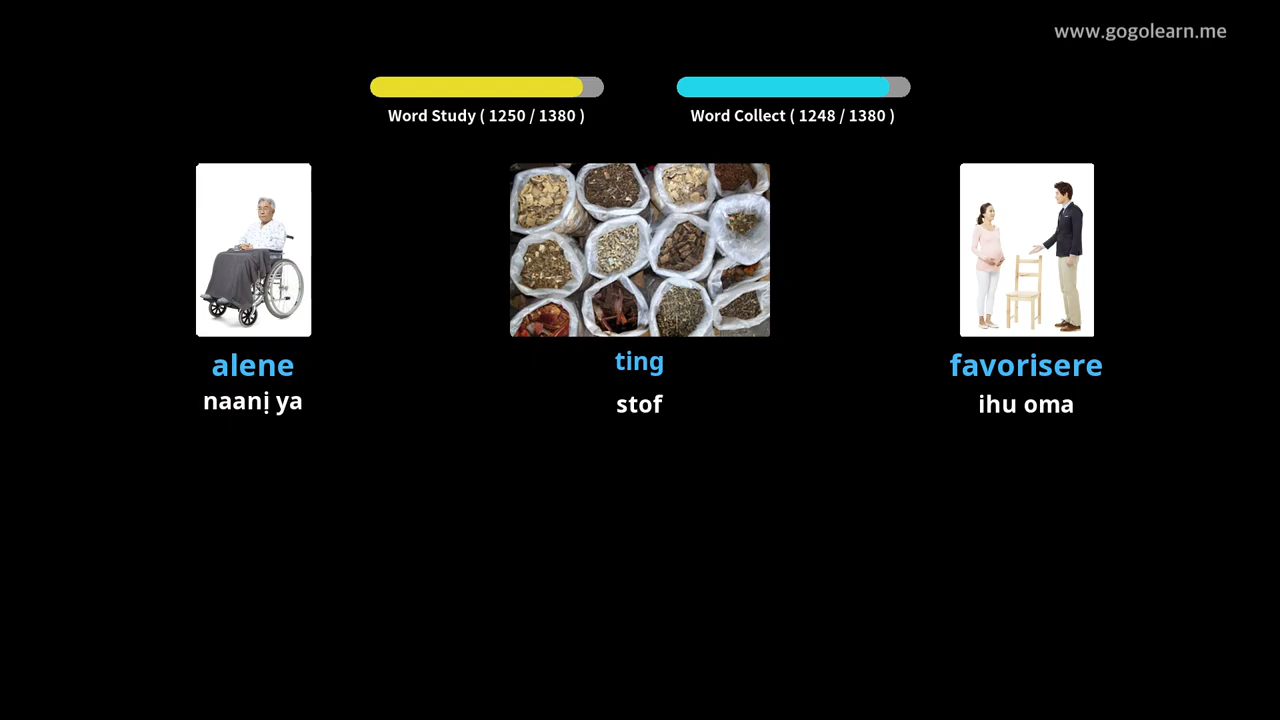 www.gogolearn.me
Word Study ( 1250 / 1380 )
Word Collect ( 1248 / 1380 )
alene
naanị ya
ting
stof
favorisere
ihu oma